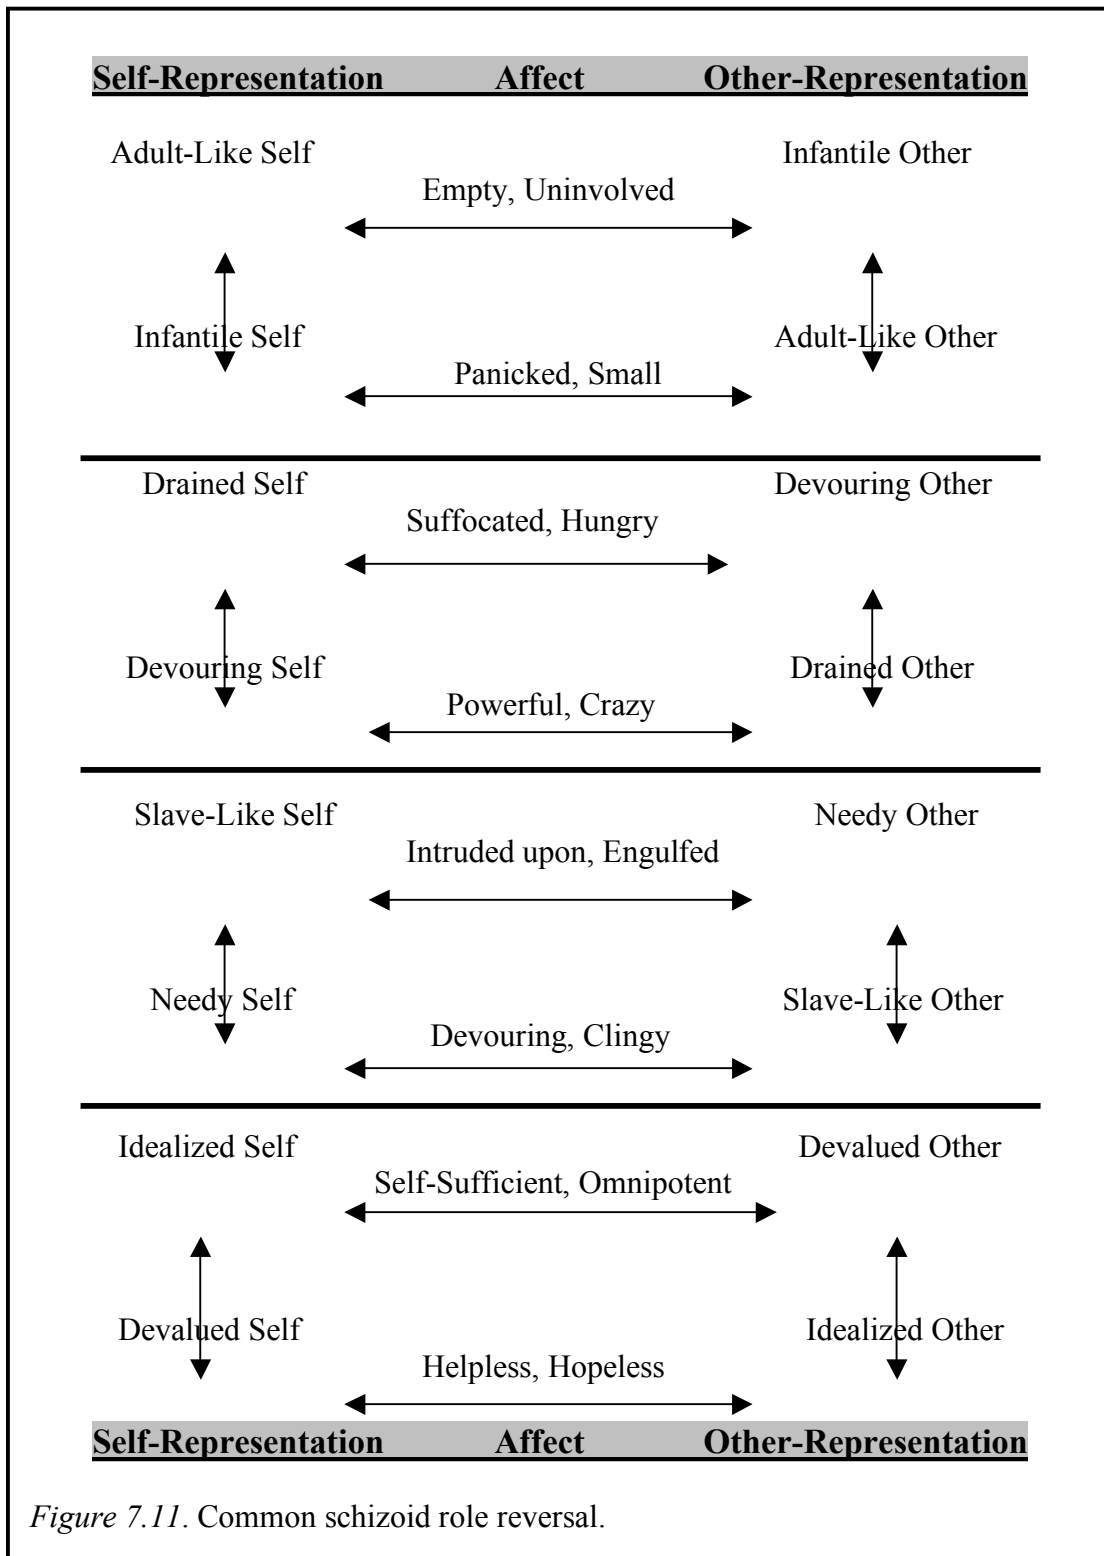 Self-Representation Affect Other-Representation
Adult-Like Self Infantile Other
Empty, Uninvolved
Infantile Self Adult-Like Other
Panicked, Small
Drained Self Devouring Other
Suffocated, Hungry
Devouring Self Drained Other
Powerful, Crazy
Slave-Like Self Needy Other
Intruded upon, Engulfed
Needy Self Slave-Like Other
Devouring, Clingy
Idealized Self Devalued Other
Self-Sufficient, Omnipotent
Devalued Self Idealized Other
Helpless, Hopeless
Self-Representation Affect Other-Representation
Figure 7.11. Common schizoid role reversal.